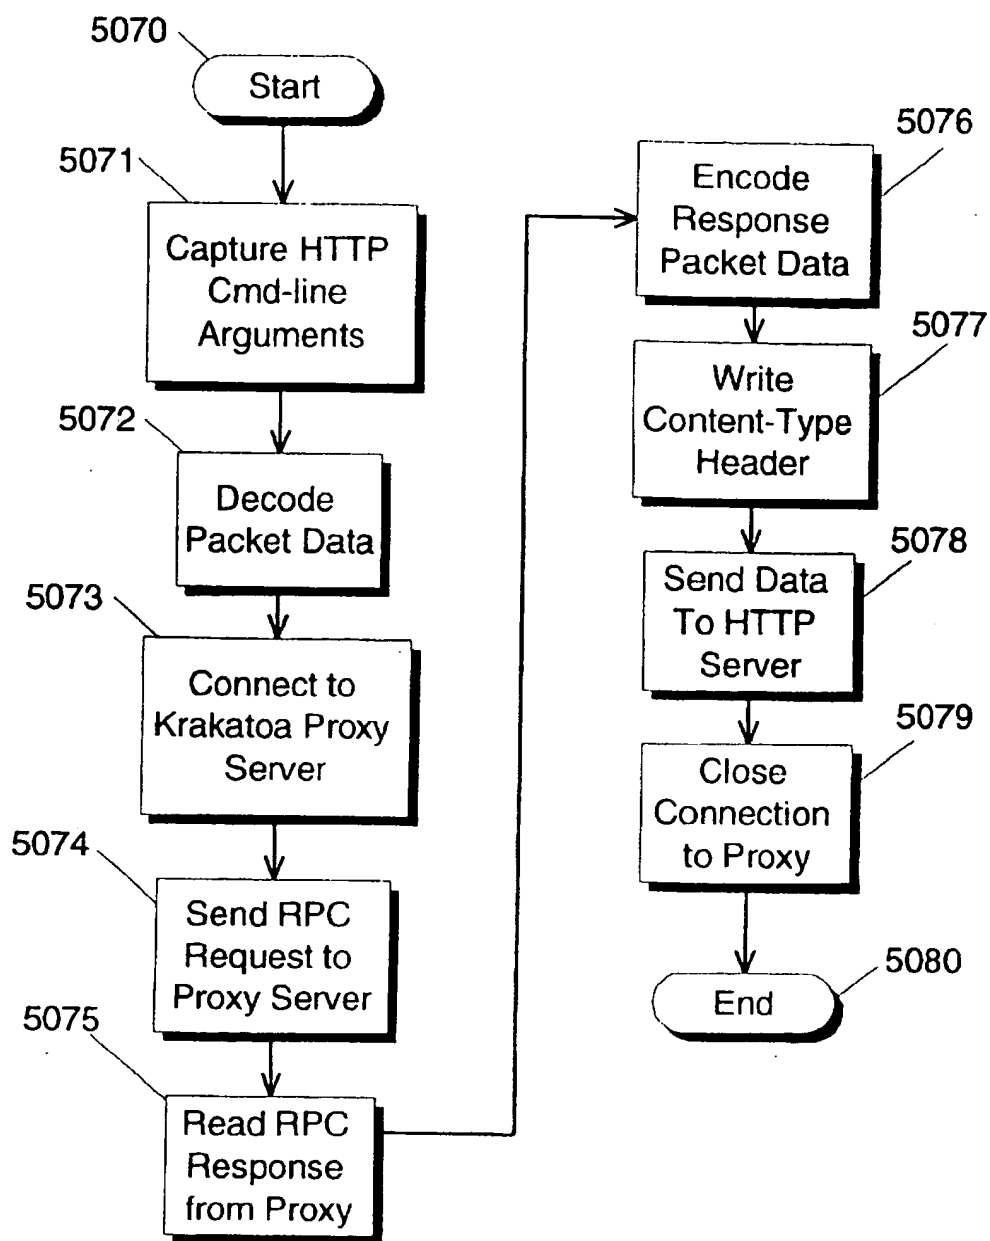 5070
Start
5071
Capture HTTP
Cmd-line
Arguments
5072
Decode
Packet Data
5073
Connect to
Krakatoa Proxy
Server
5074
Send RPC
Request to
Proxy Server
5075
Read RPC
Response
from Proxy
5076
Encode
Response
Packet Data
5077
Write
Content-Type
Header
5078
Send Data
To HTTP
Server
5079
Close
Connection
to Proxy
5080
End